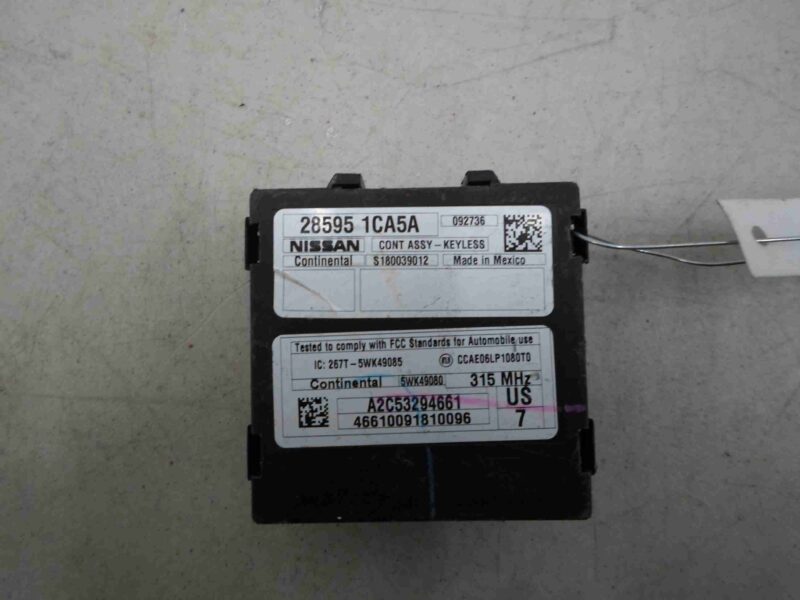 28595 1CA5A 092736
NISSAN CONT ASSY-KEYLESS
Continental S180039012 Made in Mexico
Tested to comply with FCC Standards for Automobile use
IC: 267T-5WK49085 CCAE06LP1080T0
Continental 5WK49080 315 MHz
A2C53294661 US
46610091810096 7